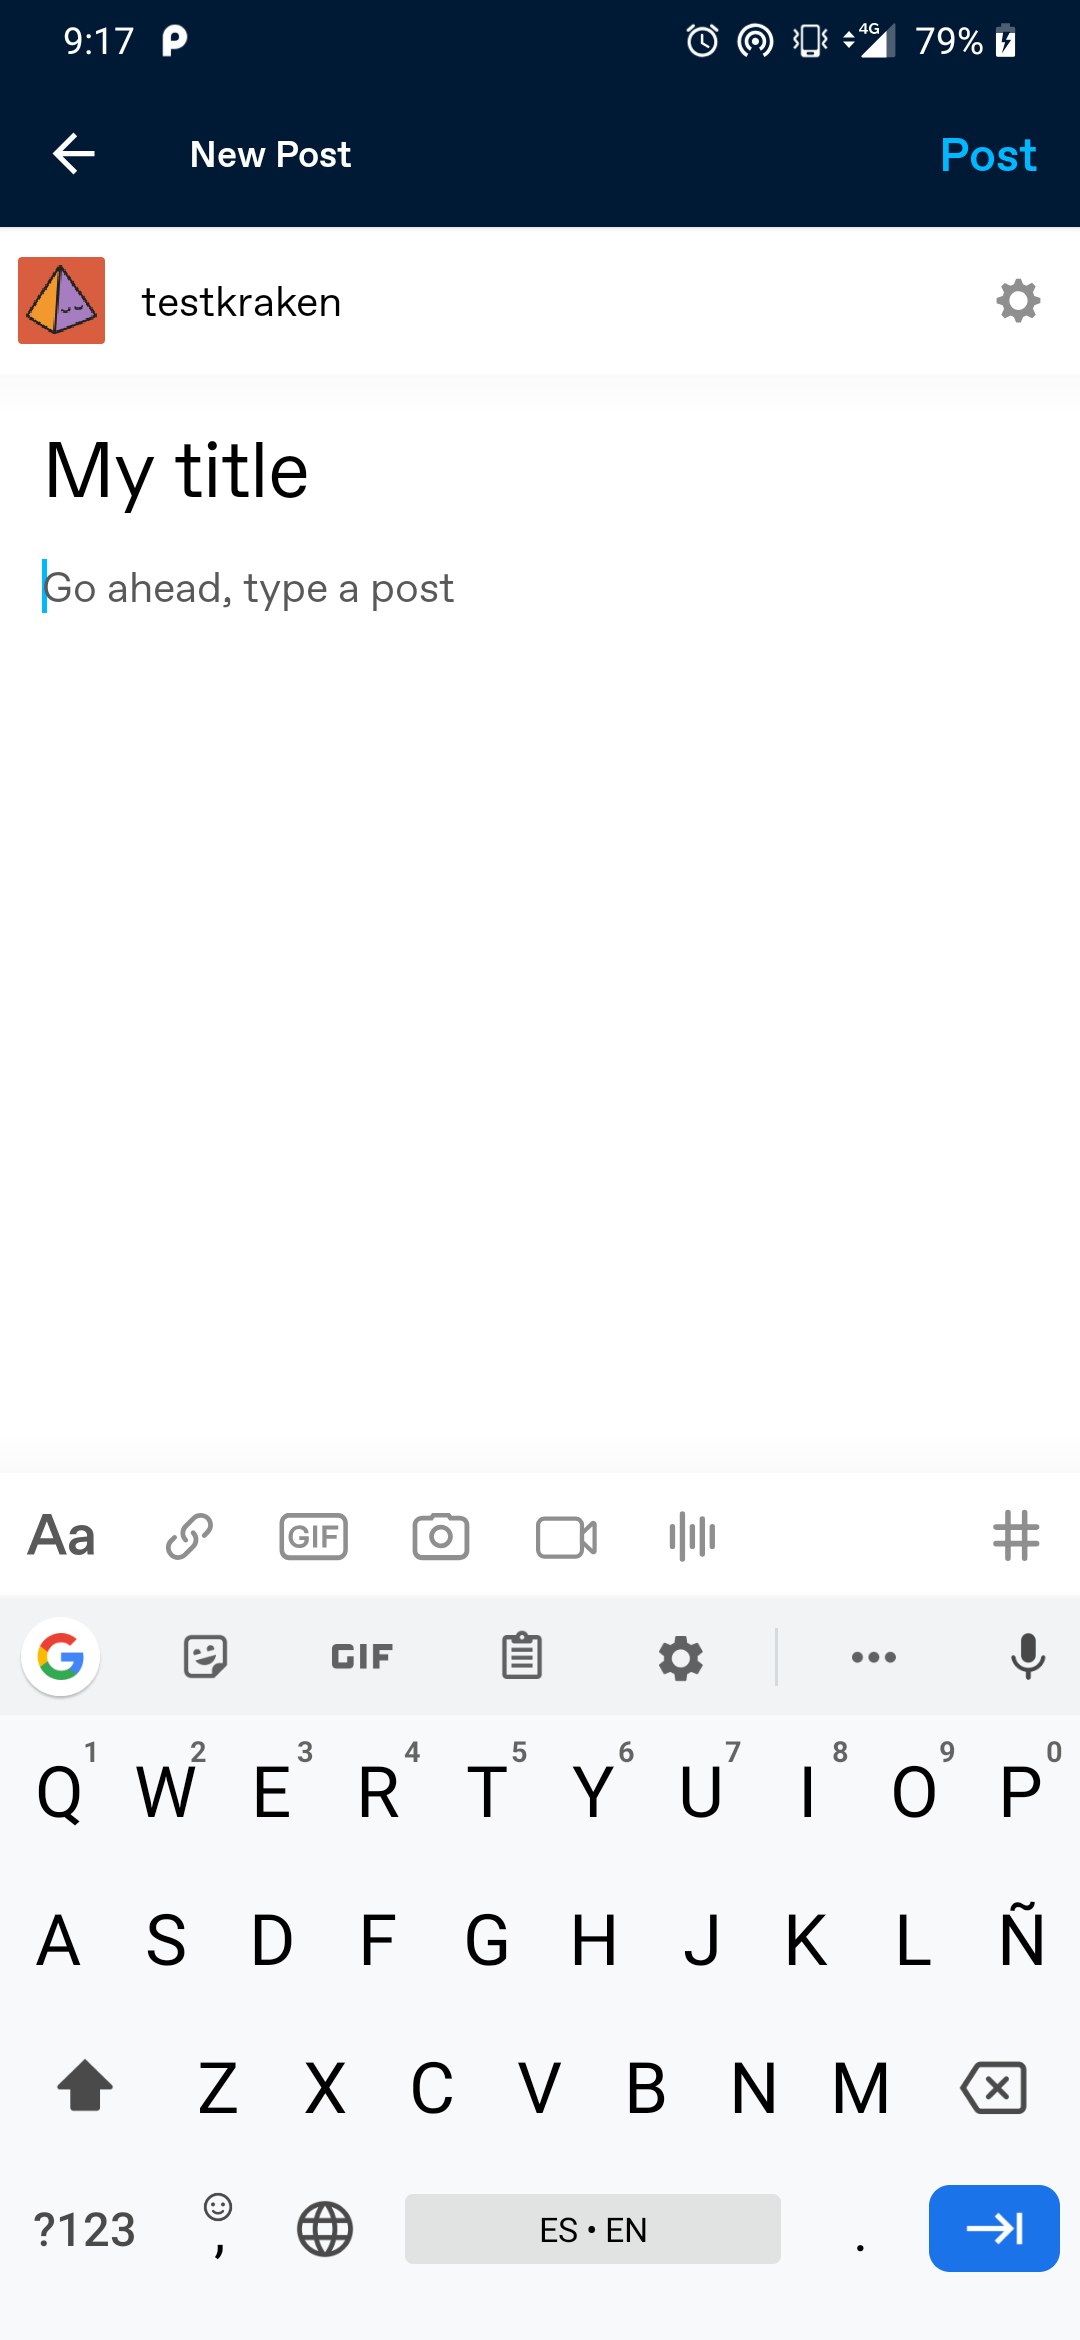 9:17 4G 79%
New Post Post
testkraken
My title
Go ahead, type a post
Aa GIF #
G GIF
Q 1 W 2 E 3 R 4 T 5 Y 6 U 7 I 8 O 9 P 0
A S D F G H J K L Ñ
Z X C V B N M
?123 , ES • EN .